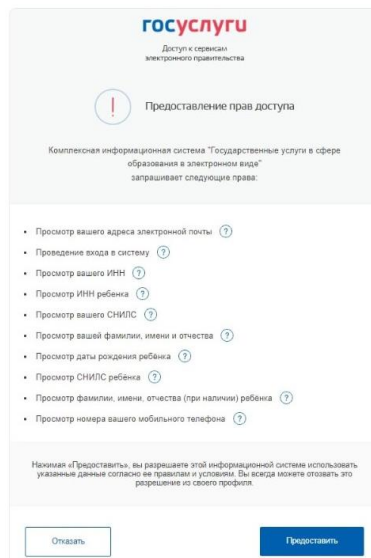 госуслуги
Доступ к сервисам
электронного правительства
Предоставление прав доступа
Комплексная информационная система "Государственные услуги в сфере
образования в электронном виде"
запрашивает следующие права:
Просмотр вашего адреса электронной почты ?
Проведение входа в систему ?
Просмотр вашего ИНН ?
Просмотр ИНН ребенка ?
Просмотр вашего СНИЛС ?
Просмотр вашей фамилии, имени и отчества ?
Просмотр даты рождения ребёнка ?
Просмотр СНИЛС ребёнка ?
Просмотр фамилии, имени, отчества (при наличии) ребёнка ?
Просмотр номера вашего мобильного телефона ?
Нажимая «Предоставить», вы разрешаете этой информационной системе использовать
указанные данные согласно ее правилам и условиям. Вы всегда можете отозвать это
разрешение из своего профиля.
Отказать
Предоставить